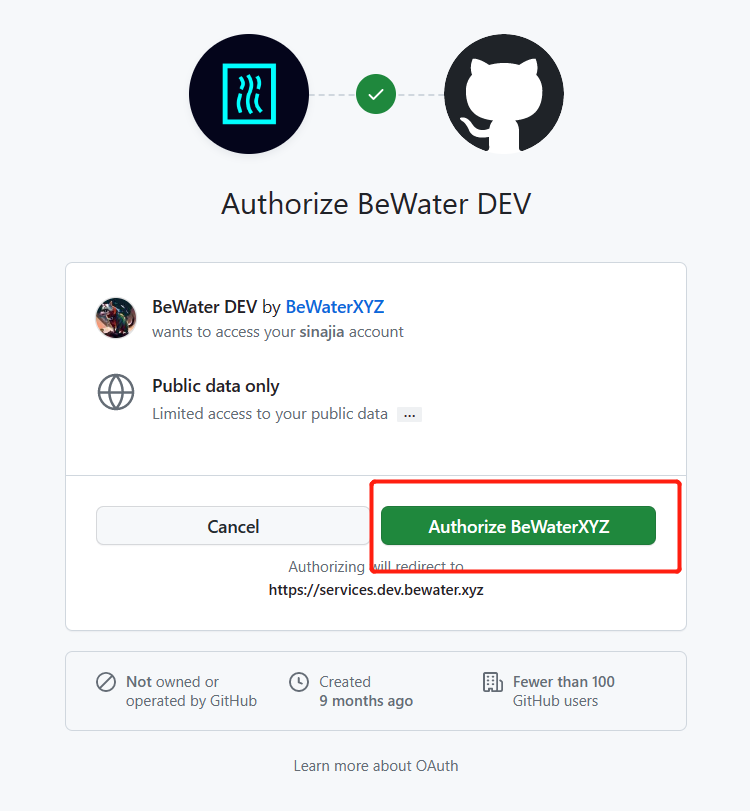 Authorize BeWater DEV
BeWater DEV by BeWaterXYZ
wants to access your sinajia account
Public data only
Limited access to your public data ...
Cancel
Authorize BeWaterXYZ
Authorizing will redirect to
https://services.dev.bewater.xyz
Not owned or
operated by GitHub
Created
9 months ago
Fewer than 100
GitHub users
Learn more about OAuth